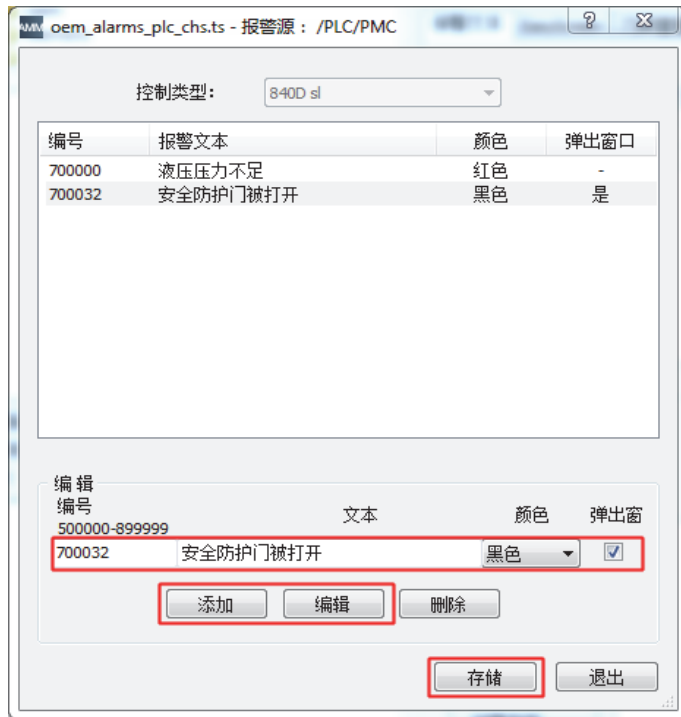 AMM oem_alarms_plc_chs.ts - 报警源： /PLC/PMC
控制类型： 840D sl
编号 报警文本 颜色 弹出窗口
700000 液压压力不足 红色 -
700032 安全防护门被打开 黑色 是
编辑
编号 文本 颜色 弹出窗
500000-899999
700032 安全防护门被打开 黑色
添加 编辑 删除
存储 退出